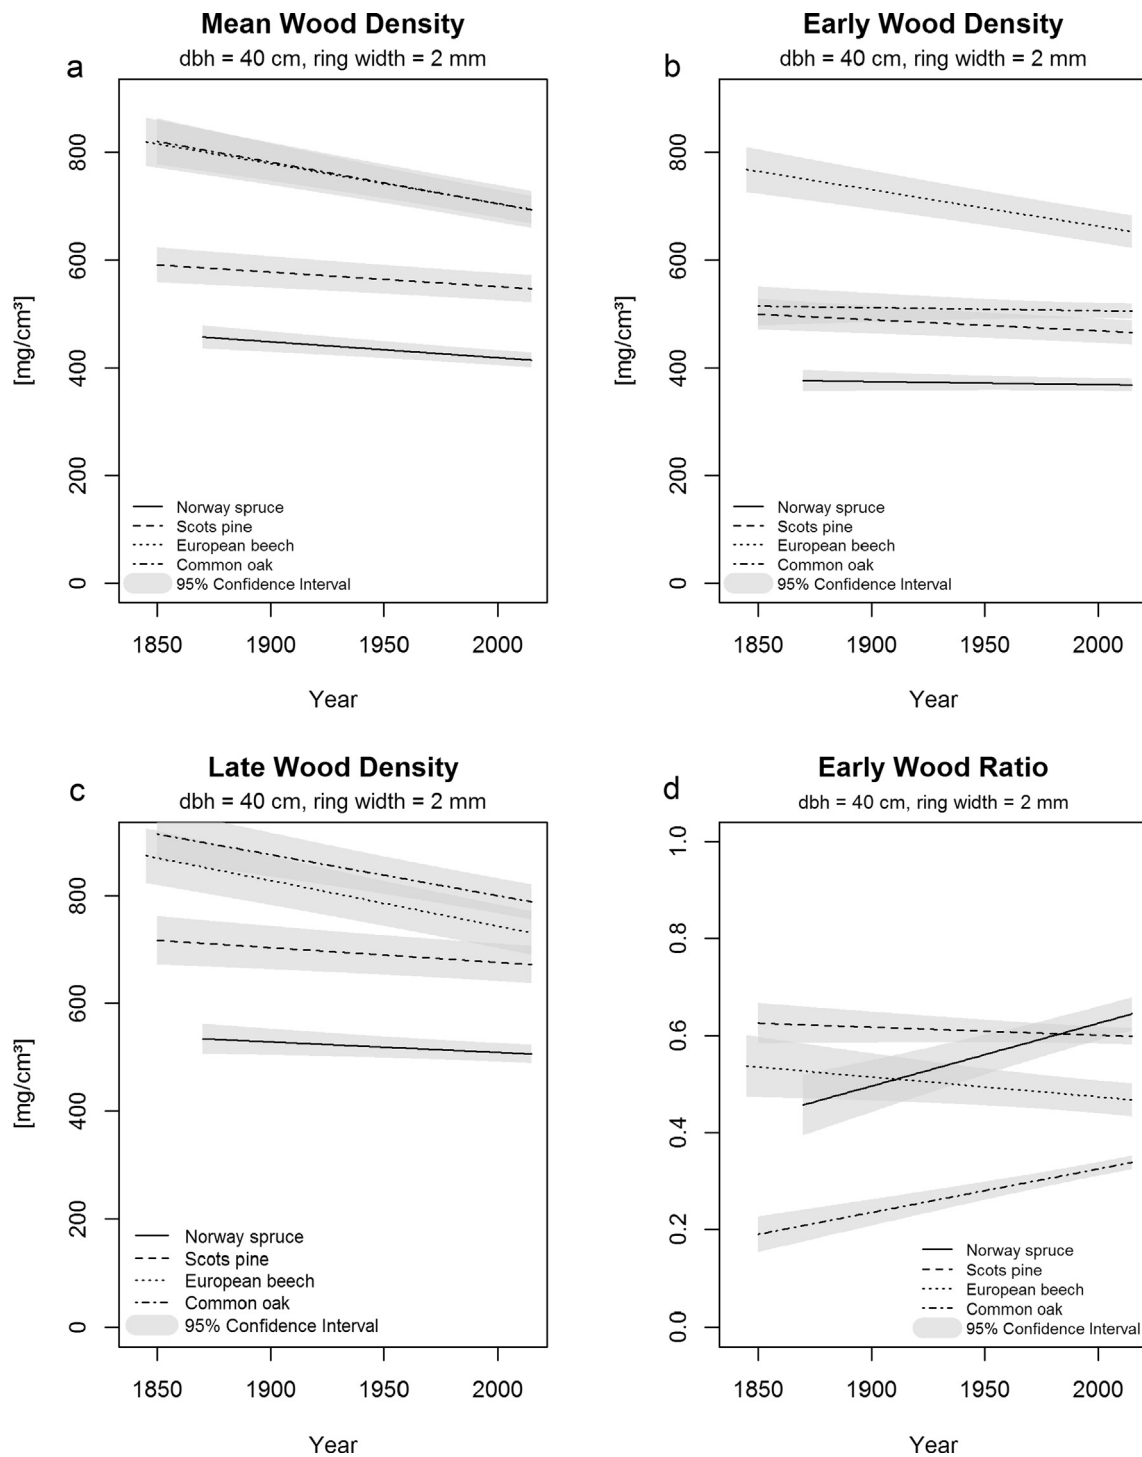 Mean Wood Density
dbh = 40 cm, ring width = 2 mm
a
[mg/cm³]
800
600
400
200
0
Norway spruce
Scots pine
European beech
Common oak
95% Confidence Interval
1850 1900 1950 2000
Year
Early Wood Density
dbh = 40 cm, ring width = 2 mm
b
[mg/cm³]
800
600
400
200
0
Norway spruce
Scots pine
European beech
Common oak
95% Confidence Interval
1850 1900 1950 2000
Year
Late Wood Density
dbh = 40 cm, ring width = 2 mm
c
[mg/cm³]
800
600
400
200
0
Norway spruce
Scots pine
European beech
Common oak
95% Confidence Interval
1850 1900 1950 2000
Year
Early Wood Ratio
dbh = 40 cm, ring width = 2 mm
d
1.0
0.8
0.6
0.4
0.2
0.0
Norway spruce
Scots pine
European beech
Common oak
95% Confidence Interval
1850 1900 1950 2000
Year